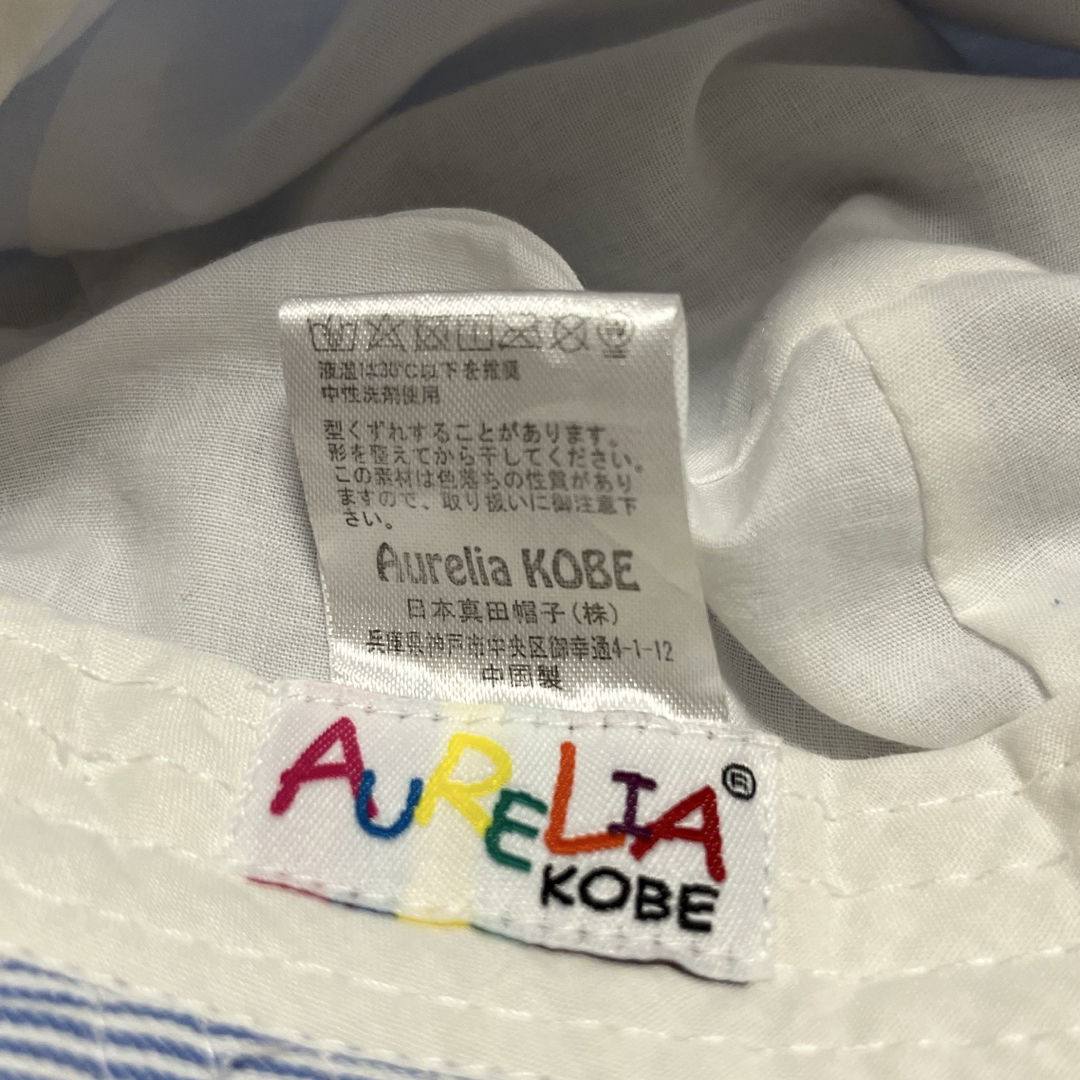 液温は30℃以下を推奨
中性洗剤使用
型くずれすることがあります。
形を整えてから干してください。
この素材は色落ちの性質があり
ますので、取り扱いに御注意下
さい。
Aurelia KOBE
日本真田帽子(株)
兵庫県神戸市中央区御幸通4-1-12
中国製
AURELIA®
KOBE